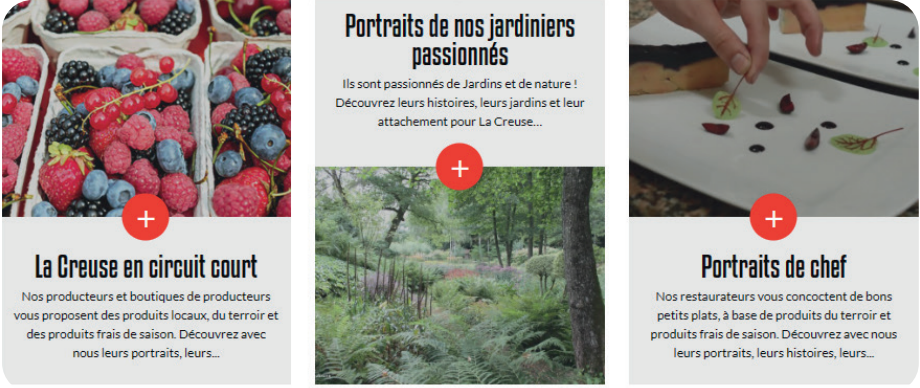 La Creuse en circuit court
Nos producteurs et boutiques de producteurs
vous proposent des produits locaux, du terroir et
des produits frais de saison. Découvrez avec
nous leurs portraits, leurs...
Portraits de nos jardiniers
passionnés
Ils sont passionnés de Jardins et de nature !
Découvrez leurs histoires, leurs jardins et leur
attachement pour La Creuse...
Portraits de chef
Nos restaurateurs vous concoctent de bons
petits plats, à base de produits du terroir et
produits frais de saison. Découvrez avec nous
leurs portraits, leurs histoires, leurs...